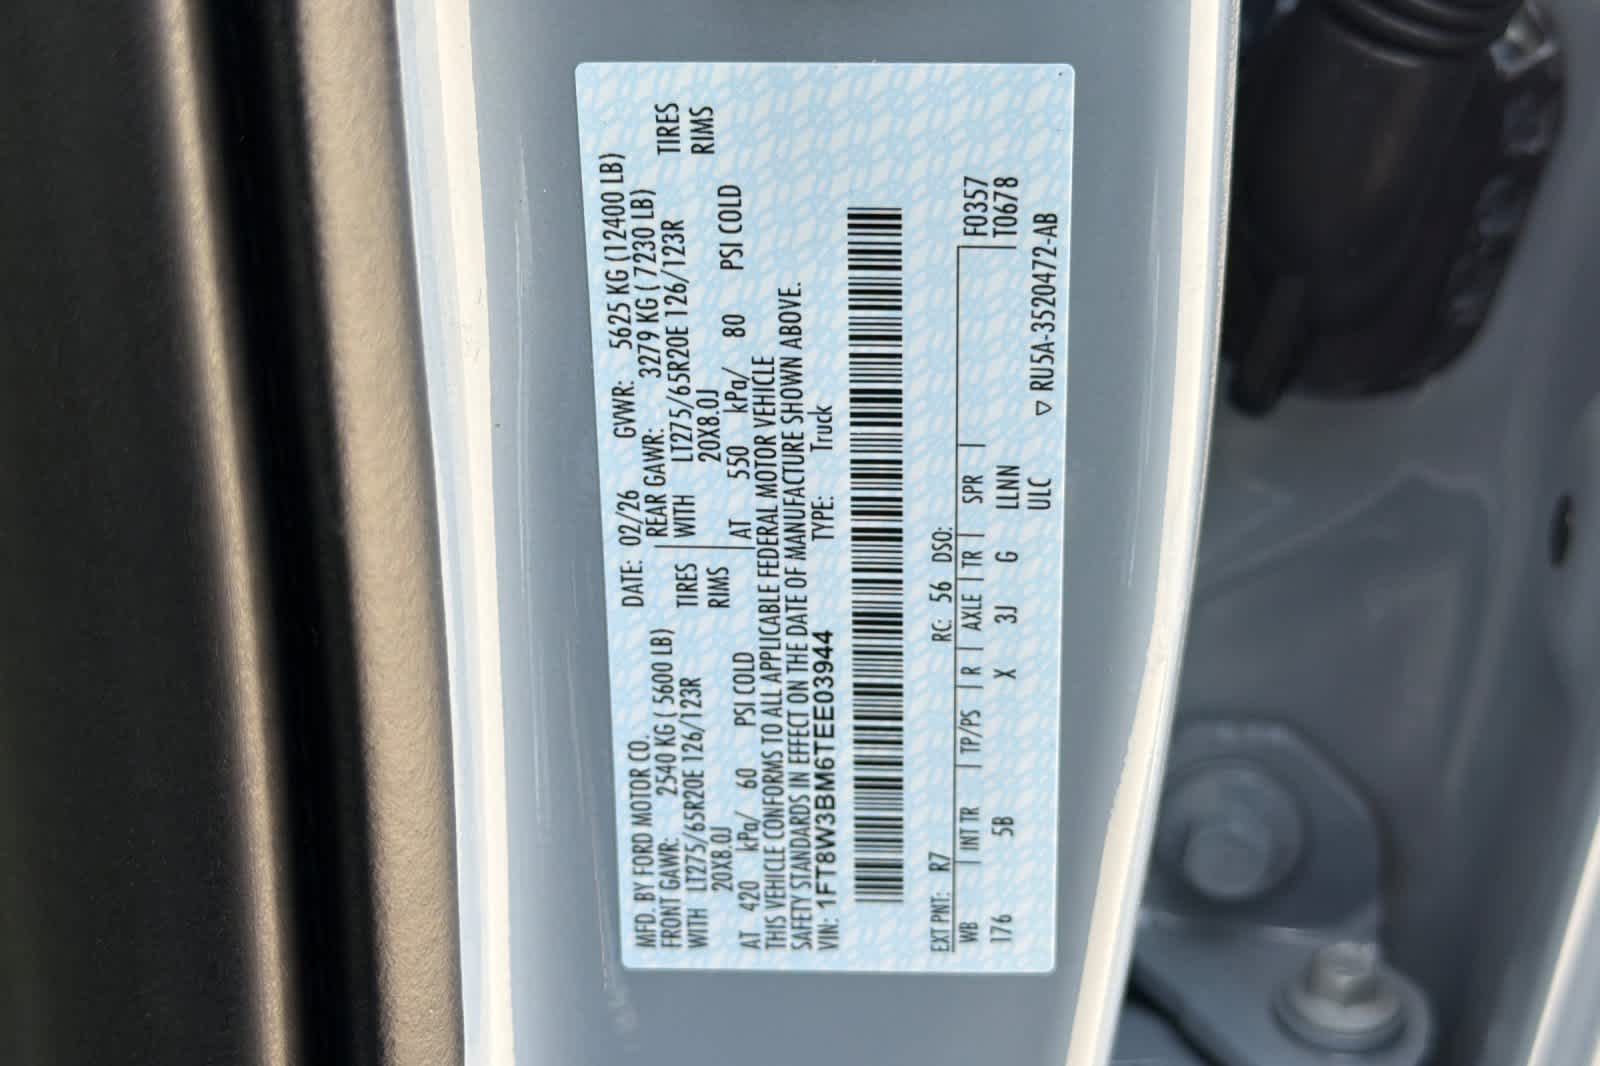 MFD. BY FORD MOTOR CO.
DATE: 02/26 GVWR: 5625 KG (12400 LB)
FRONT GAWR: 2540 KG ( 5600 LB) REAR GAWR: 3279 KG ( 7230 LB)
WITH LT275/65R20E 126/123R TIRES WITH LT275/65R20E 126/123R TIRES
20X8.0J RIMS 20X8.0J RIMS
AT 420 kPa/ 60 PSI COLD AT 550 kPa/ 80 PSI COLD
THIS VEHICLE CONFORMS TO ALL APPLICABLE FEDERAL MOTOR VEHICLE
SAFETY STANDARDS IN EFFECT ON THE DATE OF MANUFACTURE SHOWN ABOVE.
VIN: 1FT8W3BM6TEE03944 TYPE: Truck
F0357
T0678
EXT PNT: R7 RC: 56 DSO:
WB INT TR TP/PS R AXLE TR SPR
176 5B X 3J G LLNN
ULC ▽ RU5A-3520472-AB